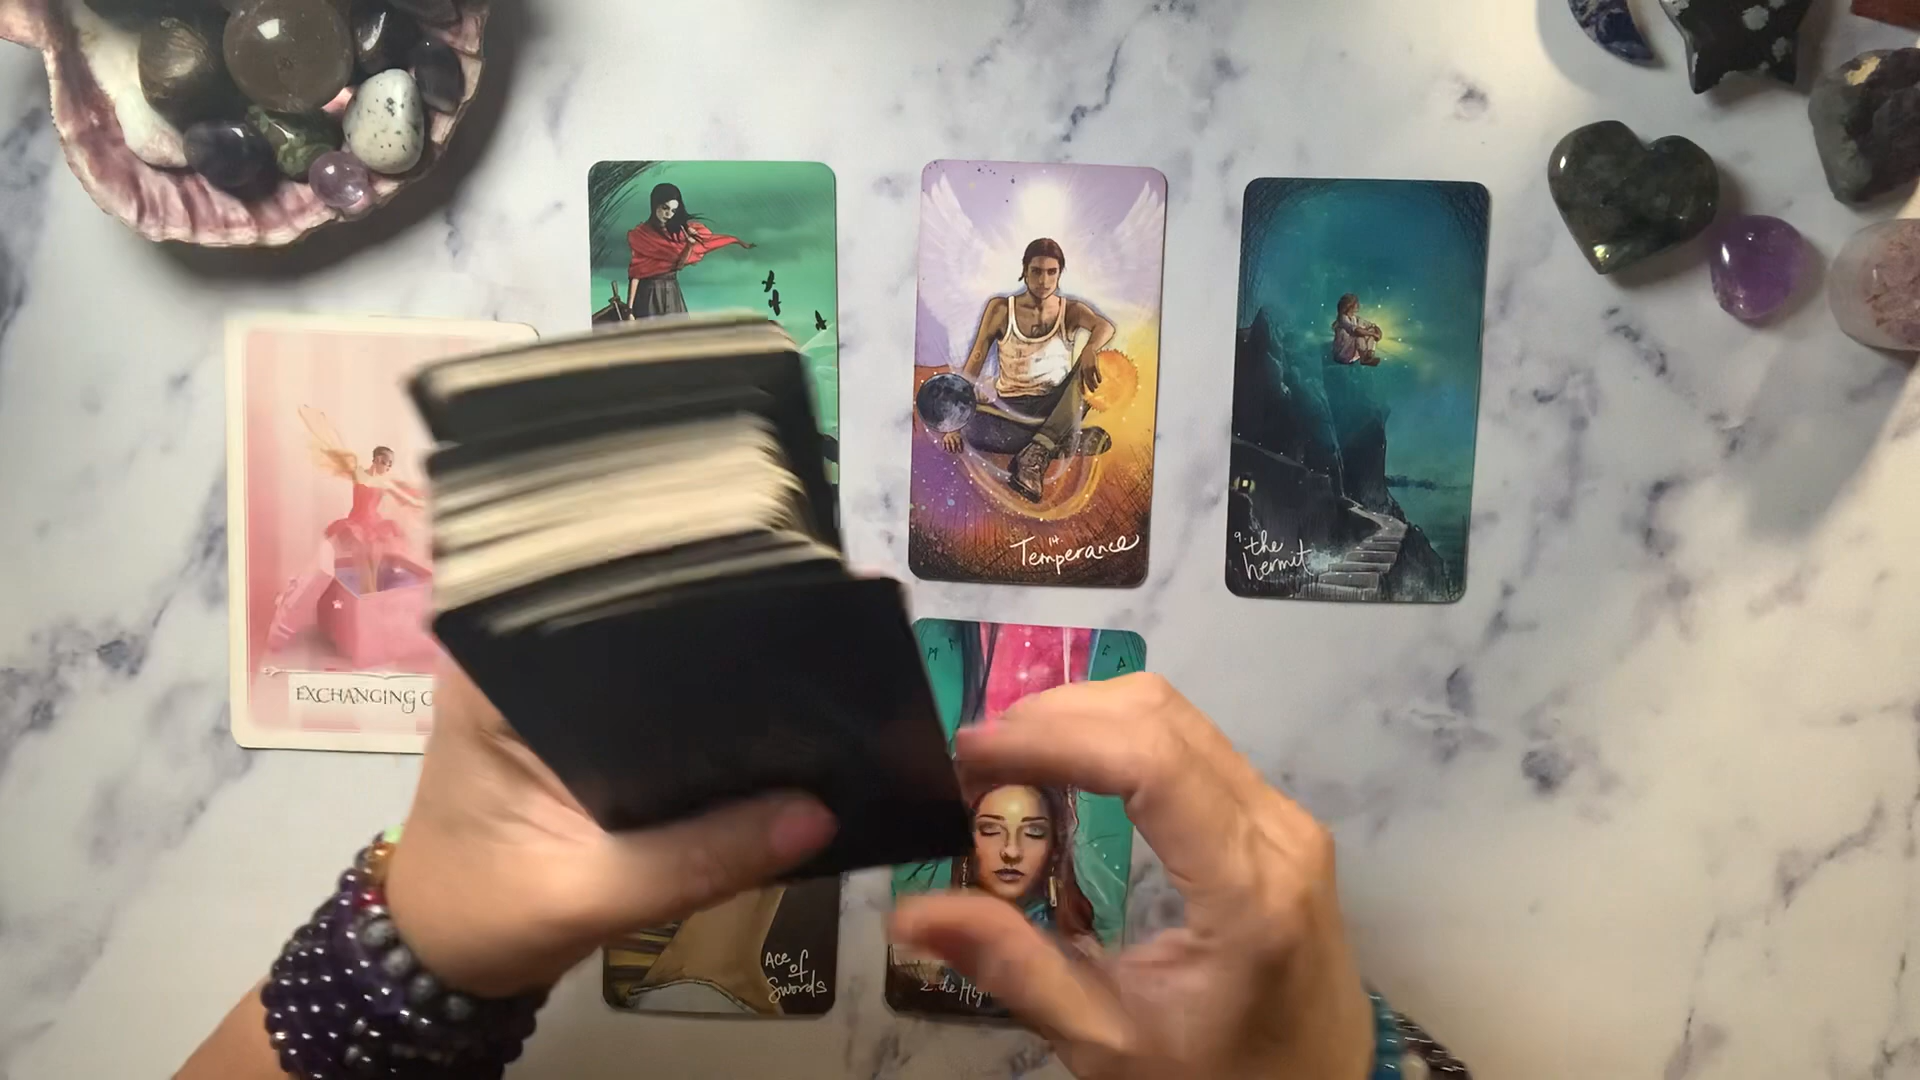 14.
Temperance
9. the
hermit
EXCHANGING
Ace
of
Swords
2. the